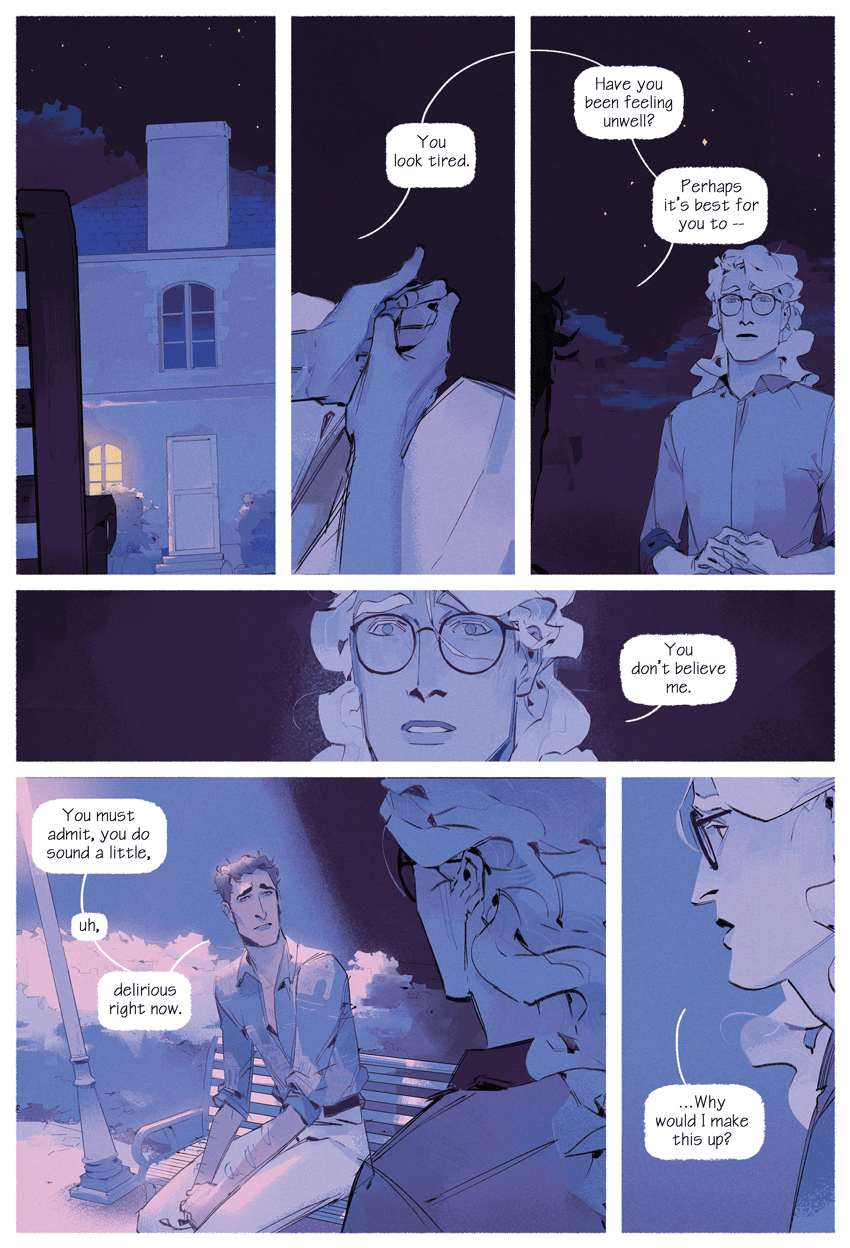 You
look tired.
Have you
been feeling
unwell?
Perhaps
it's best for
you to --
You
don't believe
me.
You must
admit, you do
sound a little,
uh,
delirious
right now.
...Why
would I make
this up?